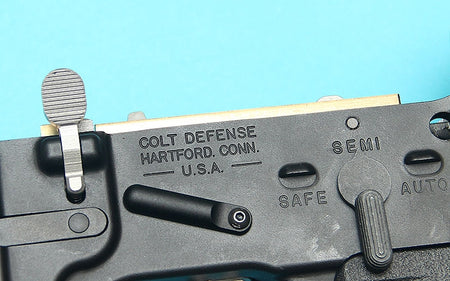 COLT DEFENSE
HARTFORD, CONN.
U.S.A.
SEMI
SAFE
AUTO